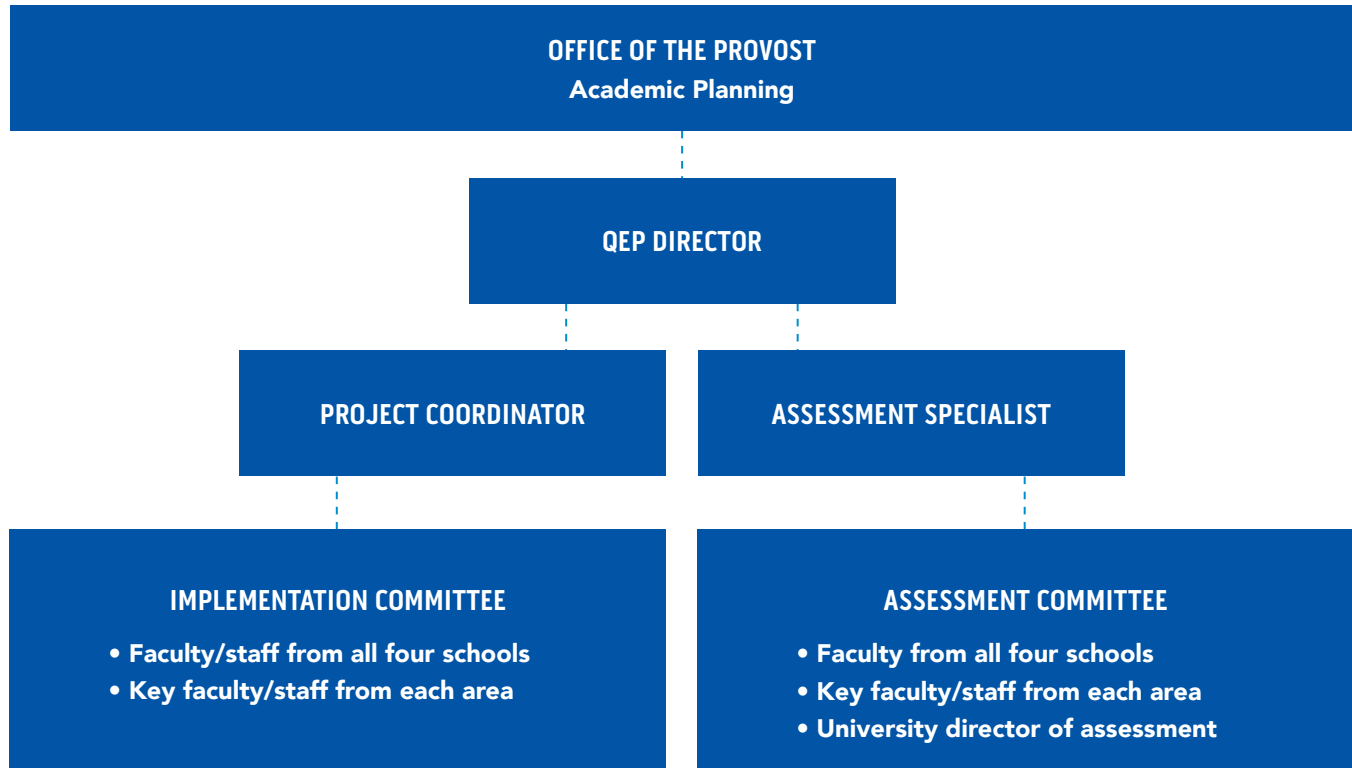 OFFICE OF THE PROVOST
Academic Planning
QEP DIRECTOR
PROJECT COORDINATOR
ASSESSMENT SPECIALIST
IMPLEMENTATION COMMITTEE
• Faculty/staff from all four schools
• Key faculty/staff from each area
ASSESSMENT COMMITTEE
• Faculty from all four schools
• Key faculty/staff from each area
• University director of assessment